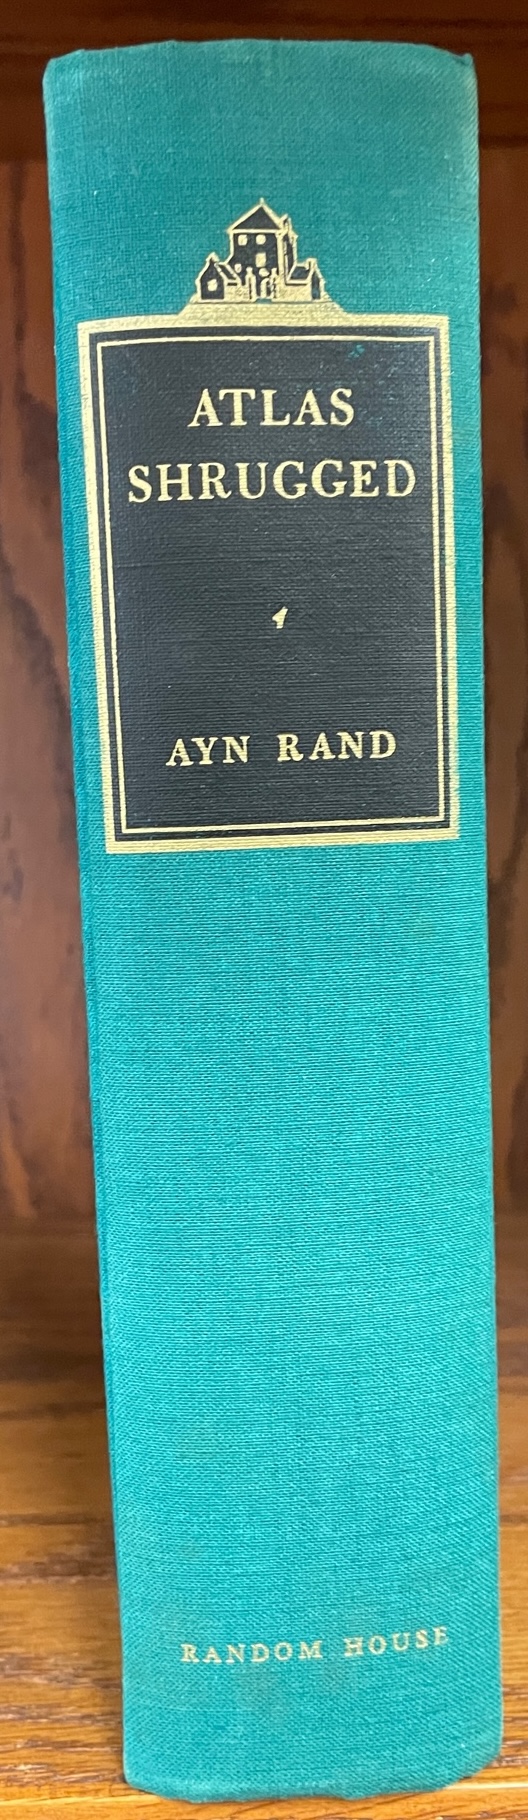 ATLAS
SHRUGGED
AYN RAND
RANDOM HOUSE